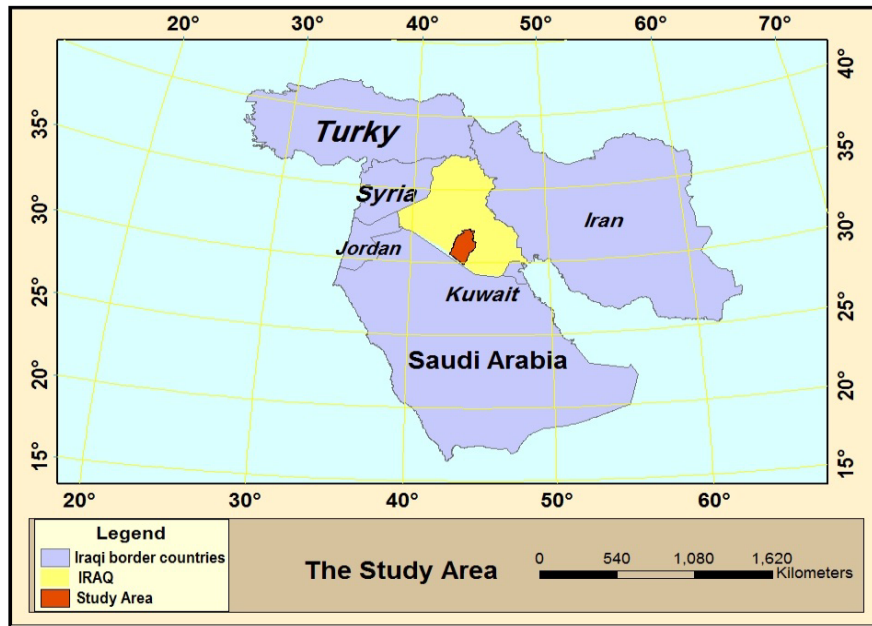 20° 30° 40° 50° 60° 70°
40°
35°
30°
25°
20°
15°
35°
30°
25°
20°
15°
Turky
Syria
Iran
Jordan
Kuwait
Saudi Arabia
20° 30° 40° 50° 60°
Legend
Iraqi border countries
IRAQ
Study Area
The Study Area
0 540 1,080 1,620
Kilometers